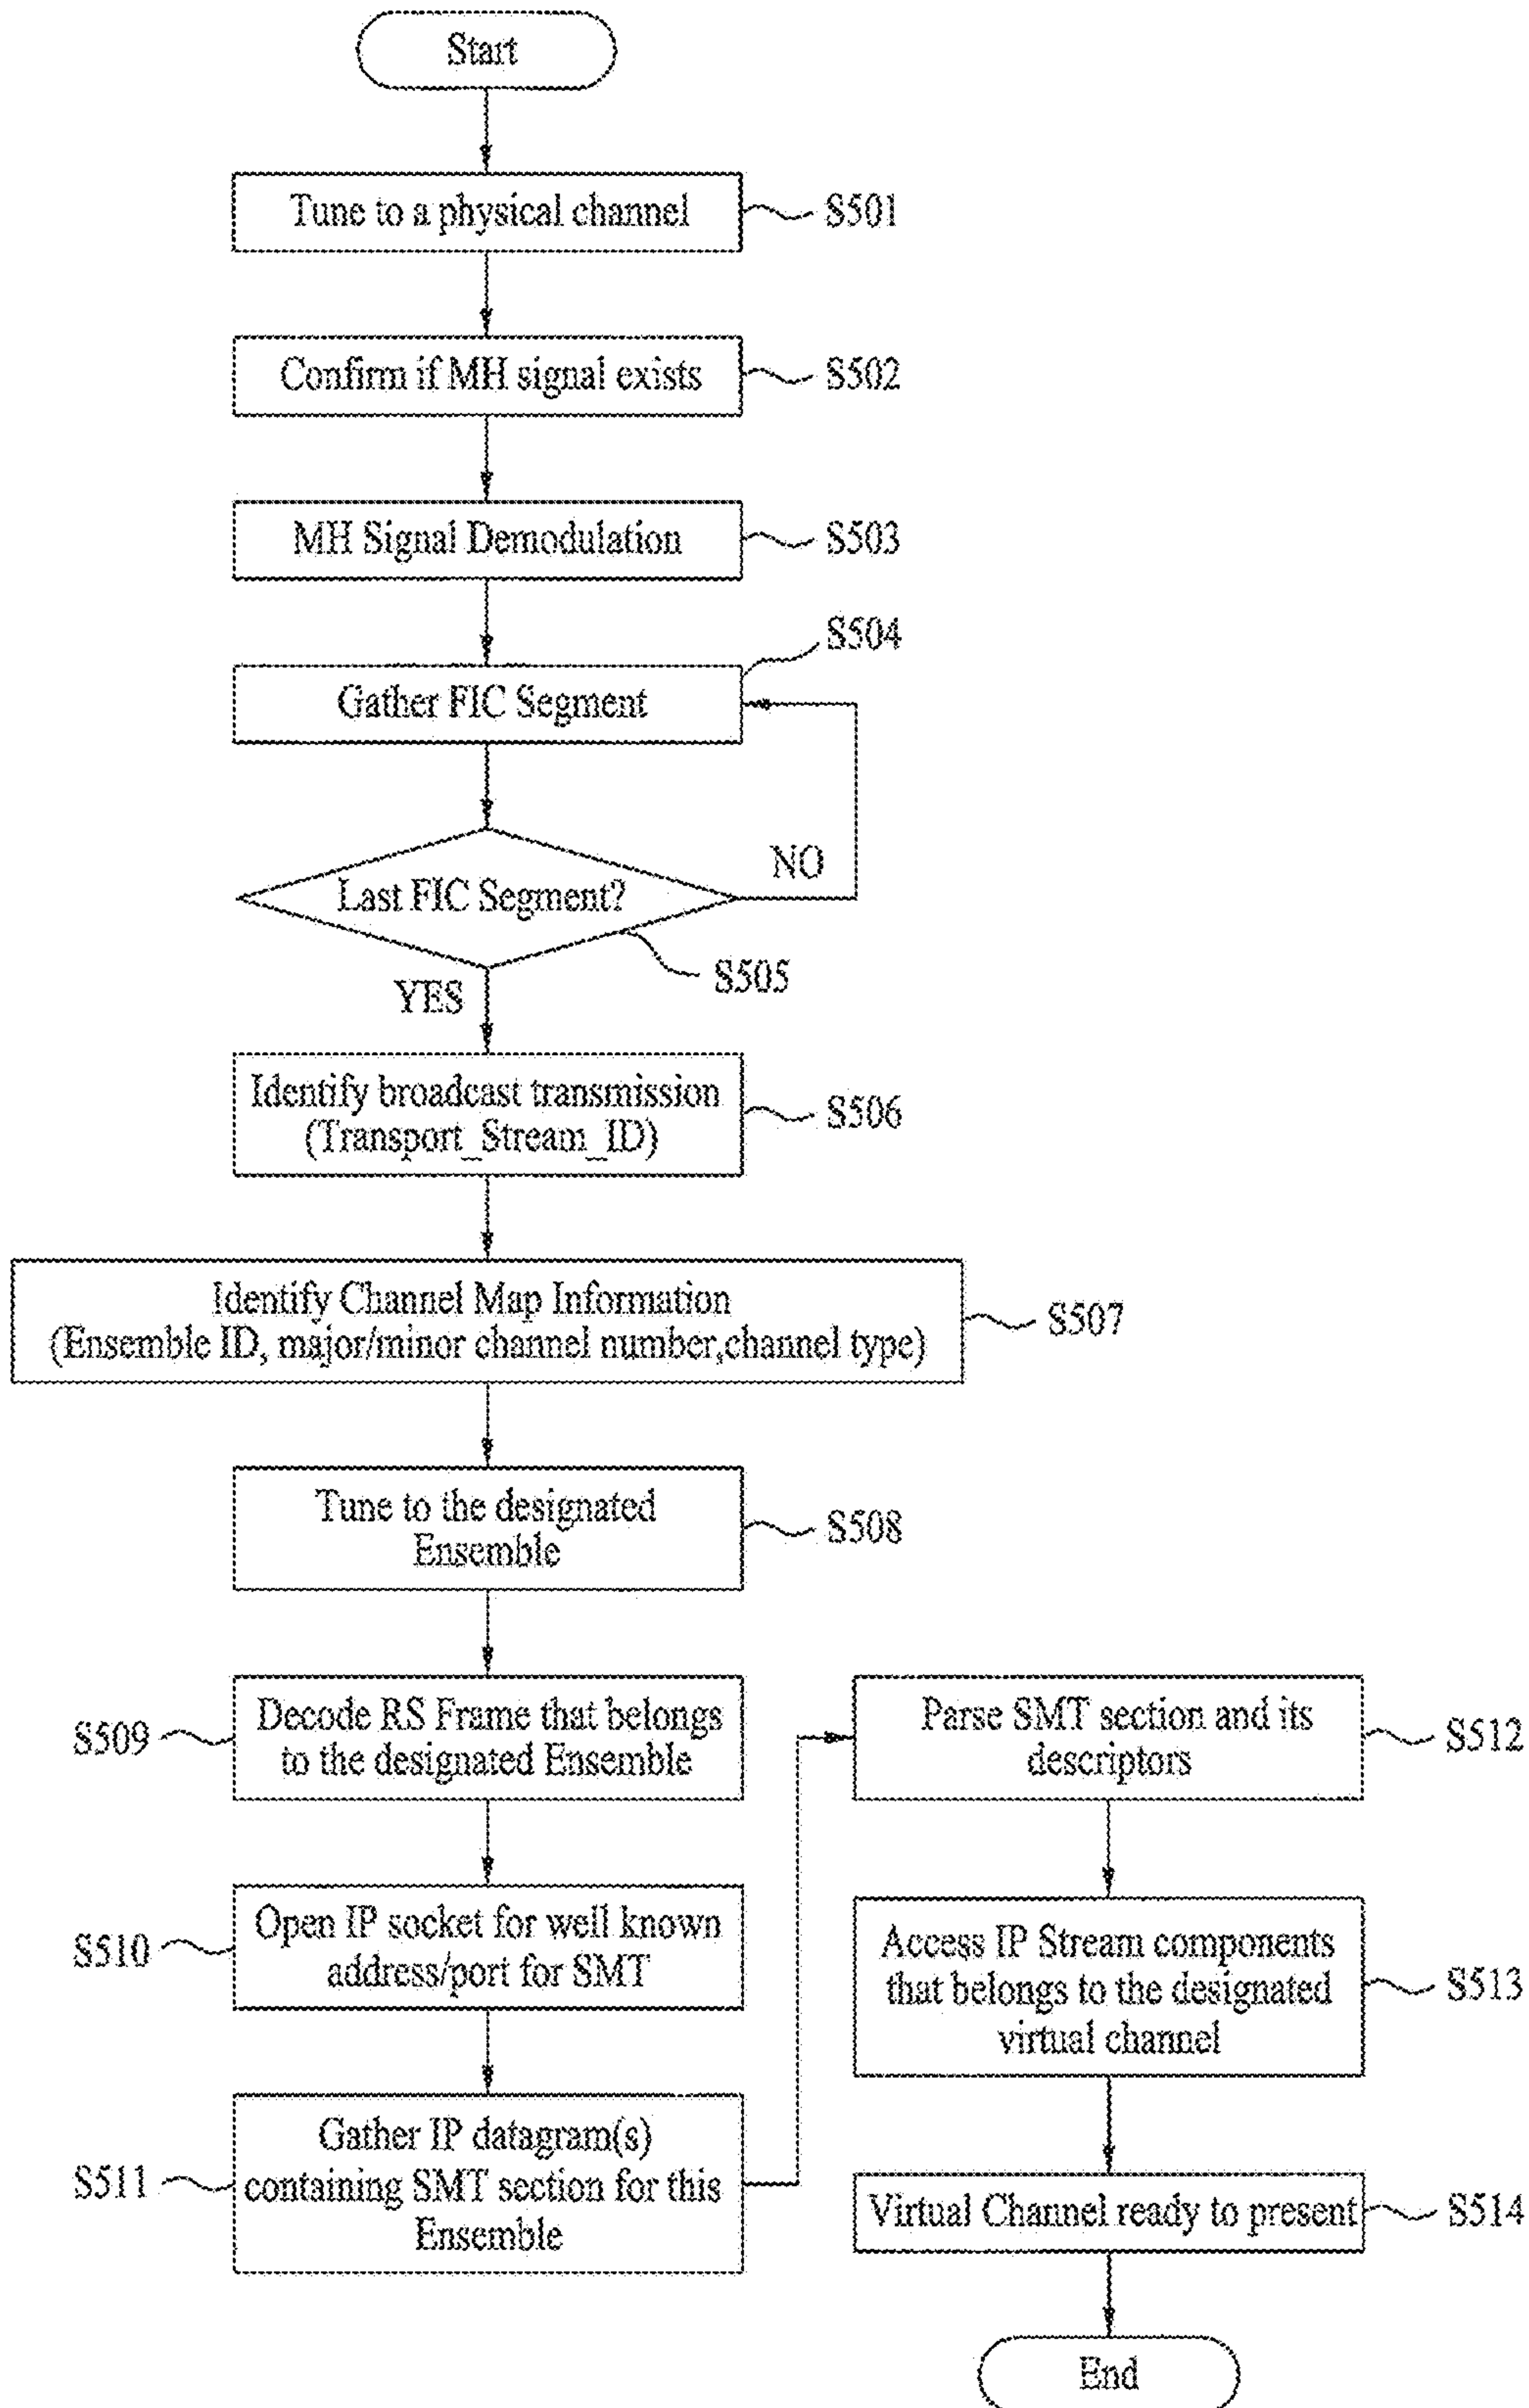 Start
Tune to a physical channel
S501
Confirm if MH signal exists
S502
MH Signal Demodulation
S503
S504
Gather FIC Segment
NO
Last FIC Segment?
S505
YES
Identify broadcast transmission
(Transport_Stream_ID)
S506
Identify Channel Map Information
(Ensemble ID, major/minor channel number,channel type)
S507
Tune to the designated
Ensemble
S508
S509
Decode RS Frame that belongs
to the designated Ensemble
S510
Open IP socket for well known
address/port for SMT
S511
Gather IP datagram(s)
containing SMT section for this
Ensemble
Parse SMT section and its
descriptors
S512
Access IP Stream components
that belongs to the designated
virtual channel
S513
Virtual Channel ready to present
S514
End